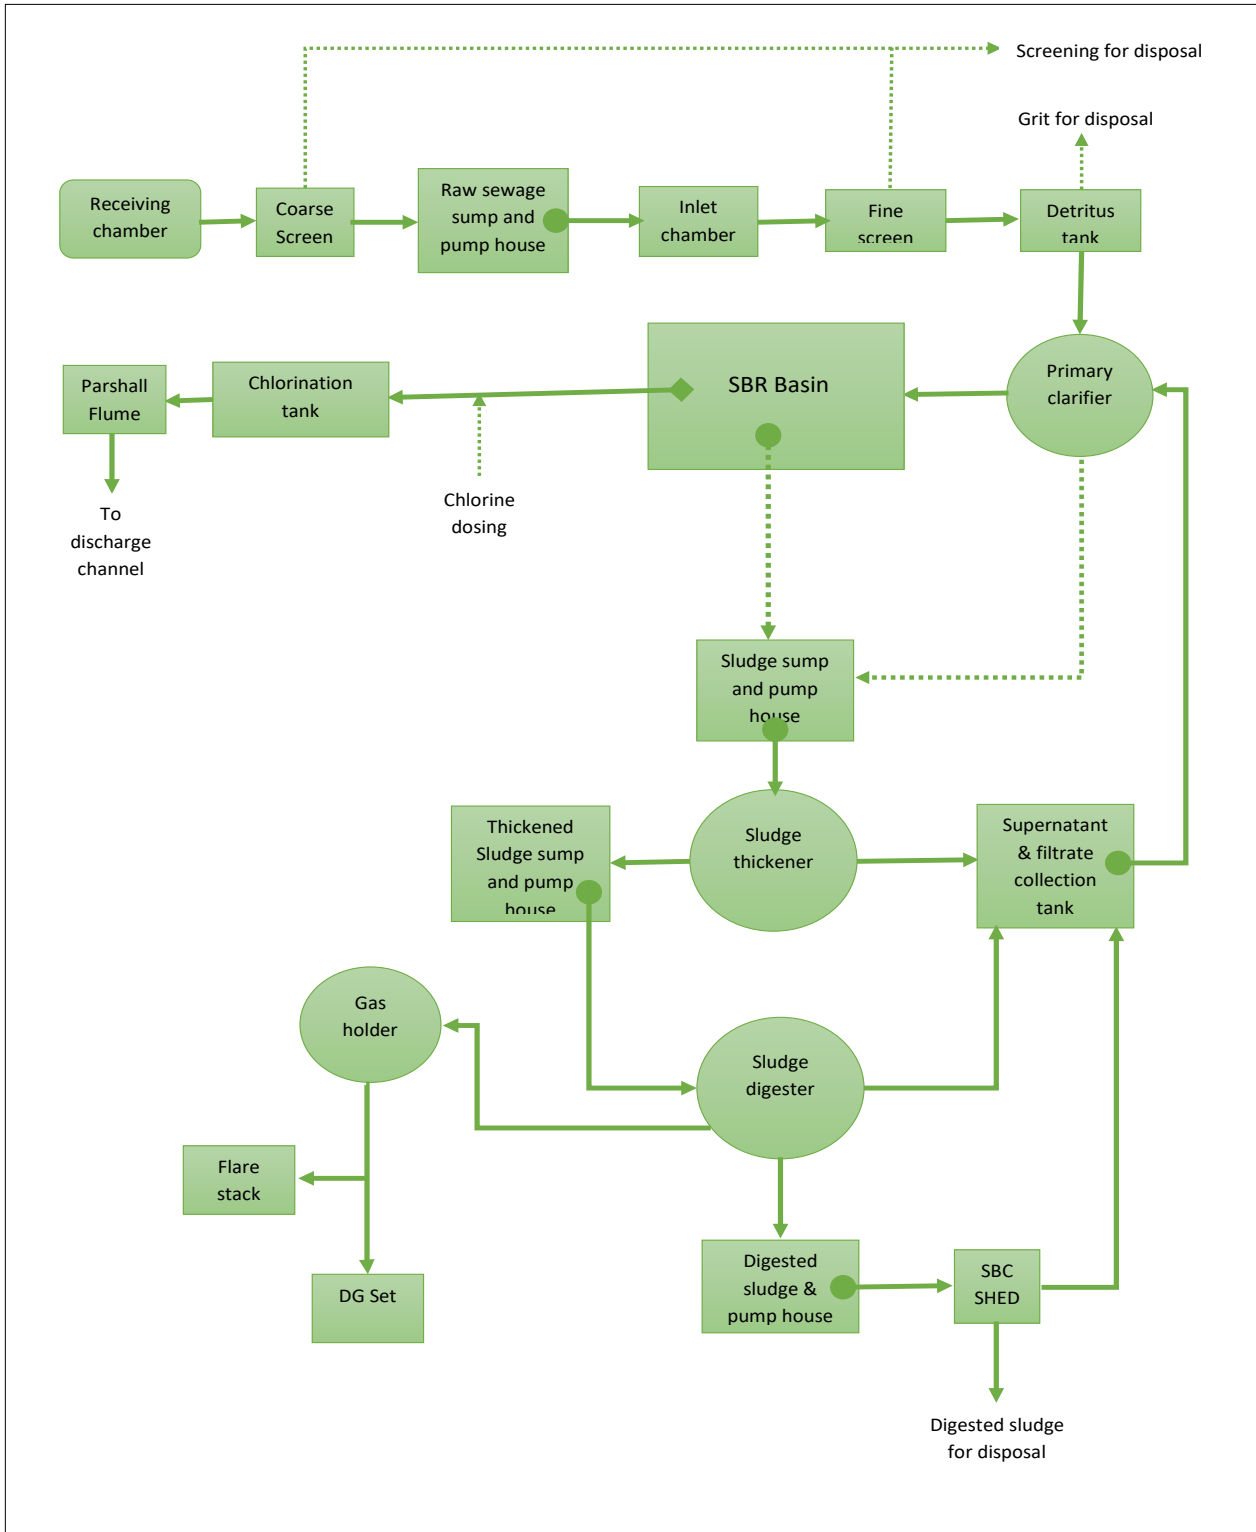 Screening for disposal
Grit for disposal
Receiving
chamber
Coarse
Screen
Raw sewage
sump and
pump house
Inlet
chamber
Fine
screen
Detritus
tank
Parshall
Flume
Chlorination
tank
SBR Basin
Primary
clarifier
To
discharge
channel
Chlorine
dosing
Sludge sump
and pump
house
Thickened
Sludge sump
and pump
house
Sludge
thickener
Supernatant
& filtrate
collection
tank
Gas
holder
Sludge
digester
Flare
stack
DG Set
Digested
sludge &
pump house
SBC
SHED
Digested sludge
for disposal